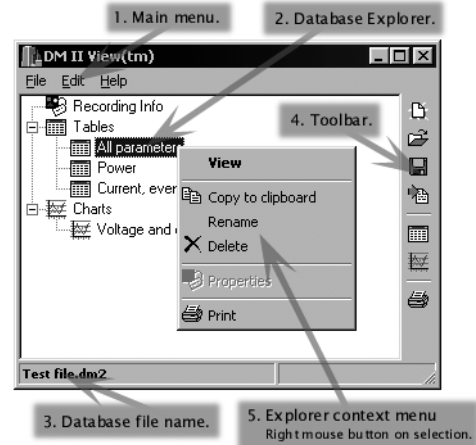 1. Main menu.
2. Database Explorer.
DM II View(tm)
File Edit Help
Recording Info
Tables
All parameter
Power
Current, ever
Charts
Voltage and
4. Toolbar.
View
Copy to clipboard
Rename
Delete
Properties
Print
Test file.dm2
3. Database file name.
5. Explorer context menu
Right mouse button on selection,